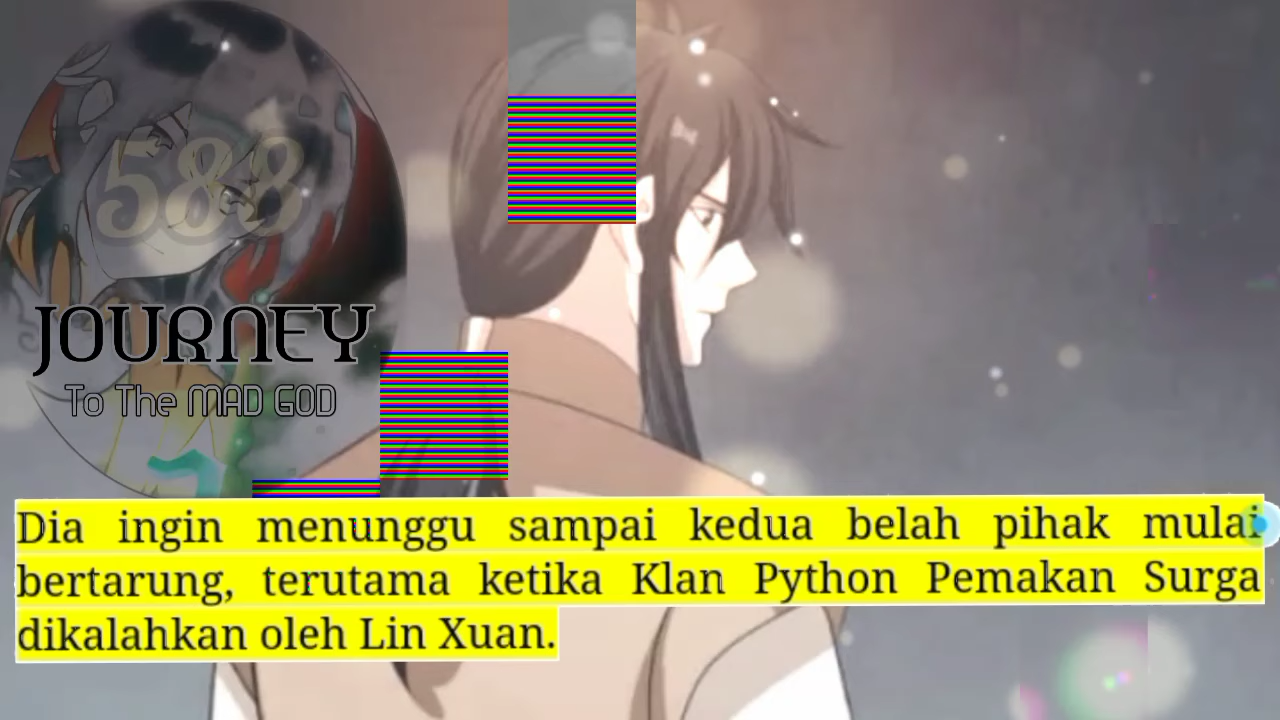 588
JOURNEY
To The MAD GOD
Dia ingin menunggu sampai kedua belah pihak mulai
bertarung, terutama ketika Klan Python Pemakan Surga
dikalahkan oleh Lin Xuan.